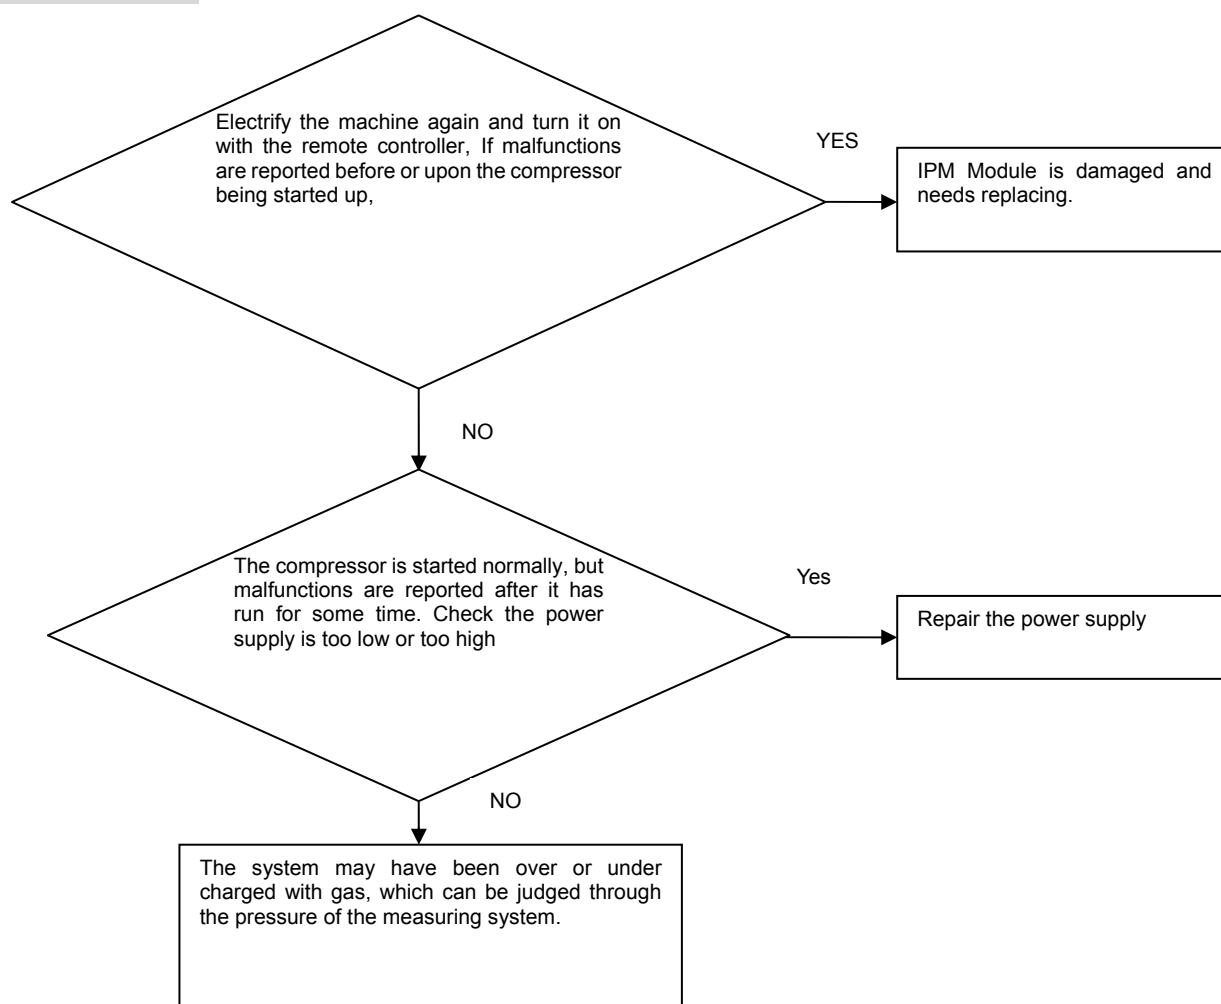 Electrify the machine again and turn it on
with the remote controller, If malfunctions
are reported before or upon the compressor
being started up,
YES
IPM Module is damaged and
needs replacing.
NO
The compressor is started normally, but
malfunctions are reported after it has
run for some time. Check the power
supply is too low or too high
Yes
Repair the power supply
NO
The system may have been over or under
charged with gas, which can be judged through
the pressure of the measuring system.